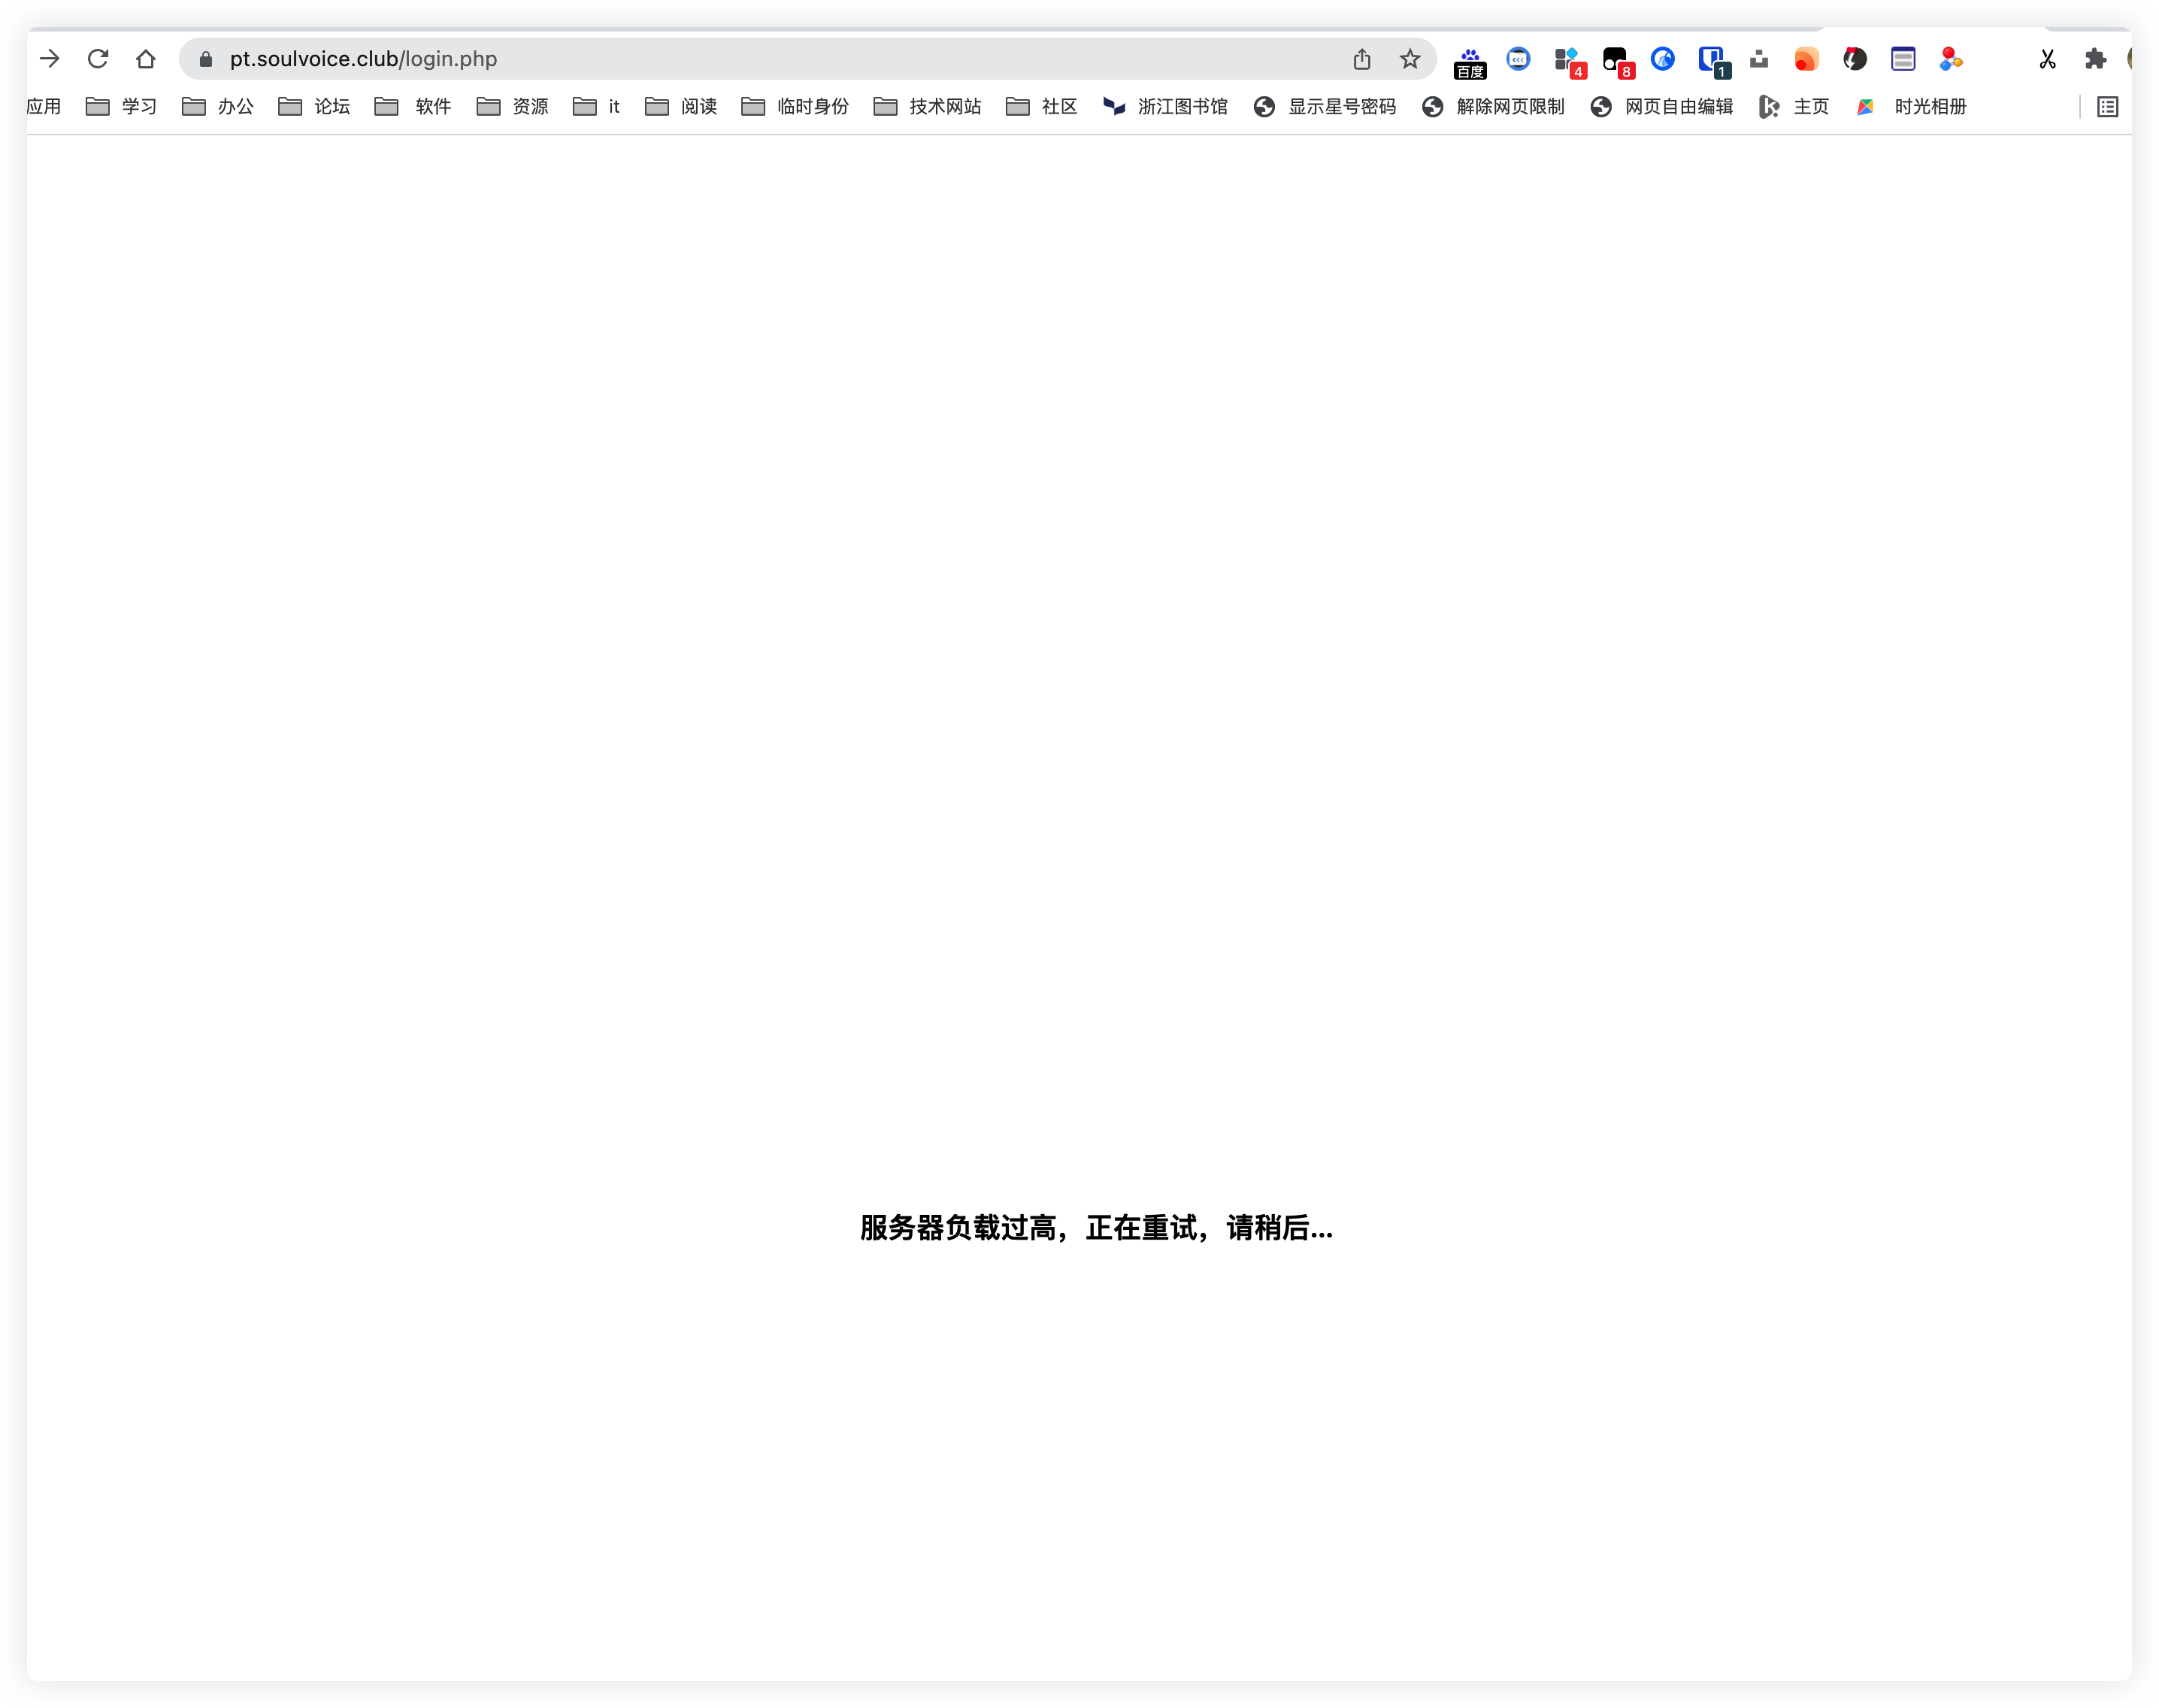 pt.soulvoice.club/login.php
百度
4
8
1
应用 学习 办公 论坛 软件 资源 it 阅读 临时身份 技术网站 社区 浙江图书馆 显示星号密码 解除网页限制 网页自由编辑 主页 时光相册
服务器负载过高，正在重试，请稍后...